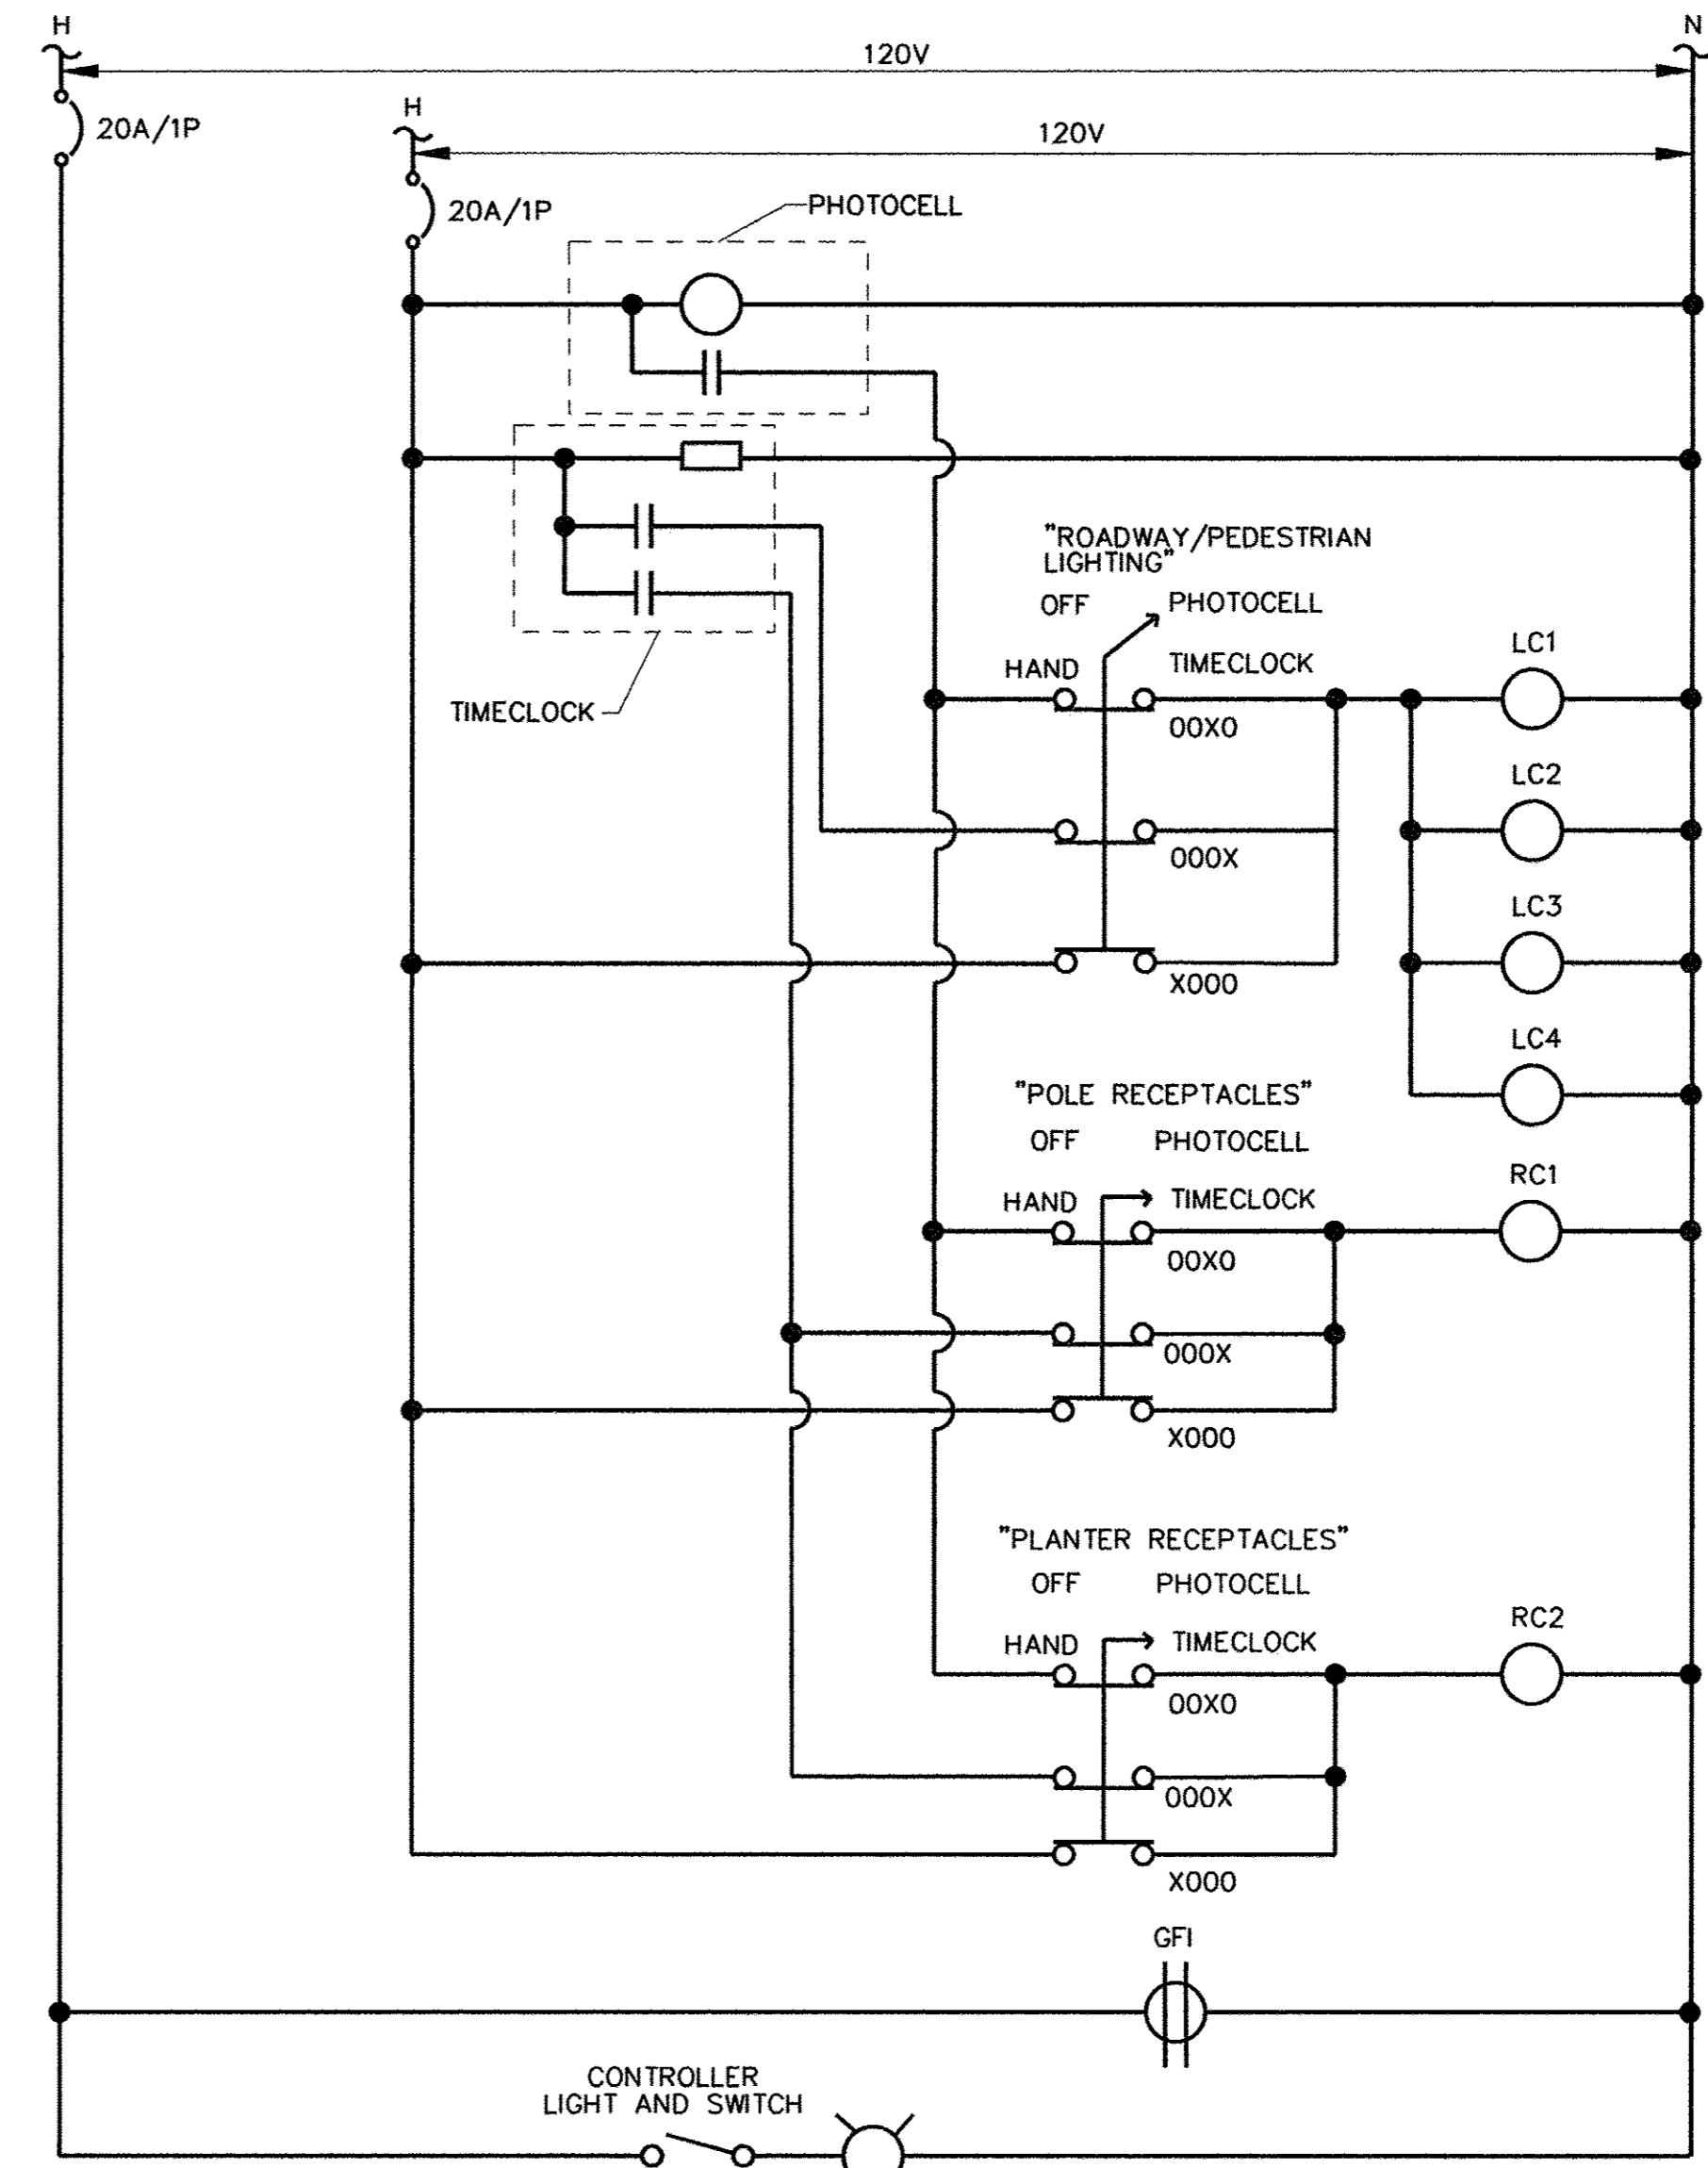 H
N
120V
20A/1P
H
120V
20A/1P
PHOTOCELL
TIMECLOCK
"ROADWAY/PEDESTRIAN
LIGHTING"
OFF PHOTOCELL
HAND TIMECLOCK
00X0
000X
X000
LC1
LC2
LC3
LC4
"POLE RECEPTACLES"
OFF PHOTOCELL
HAND TIMECLOCK
00X0
000X
X000
RC1
"PLANTER RECEPTACLES"
OFF PHOTOCELL
HAND TIMECLOCK
00X0
000X
X000
RC2
GFI
CONTROLLER
LIGHT AND SWITCH